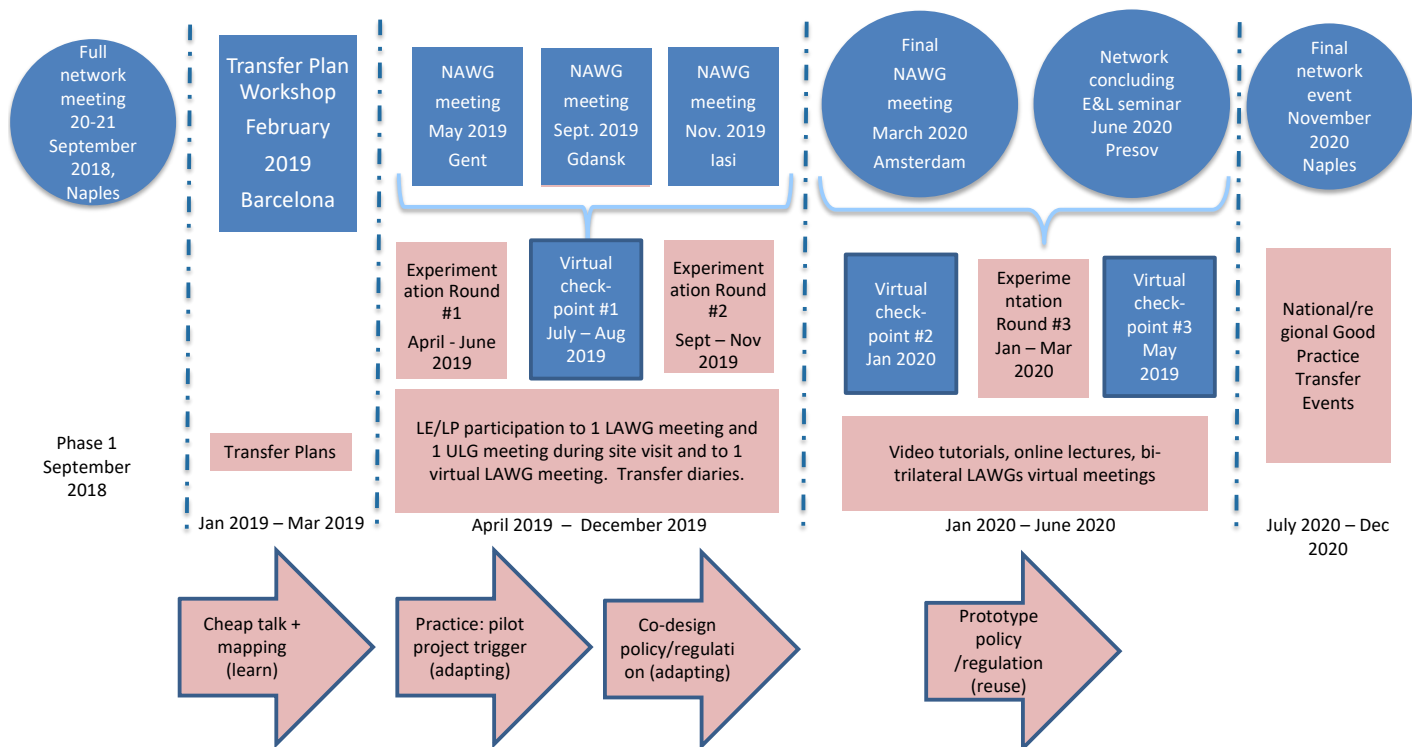 Full
network
meeting
20-21
September
2018,
Naples
Transfer Plan
Workshop
February
2019
Barcelona
NAWG
meeting
May 2019
Gent
NAWG
meeting
Sept. 2019
Gdansk
NAWG
meeting
Nov. 2019
Iasi
Final
NAWG
meeting
March 2020
Amsterdam
Network
concluding
E&L seminar
June 2020
Presov
Final
network
event
November
2020
Naples
Experiment
ation Round
#1
April - June
2019
Virtual
check-
point #1
July – Aug
2019
Experiment
ation Round
#2
Sept – Nov
2019
Virtual
check-
point #2
Jan 2020
Experime
ntation
Round #3
Jan – Mar
2020
Virtual
check-
point #3
May
2019
National/re
gional Good
Practice
Transfer
Events
Phase 1
September
2018
Transfer Plans
LE/LP participation to 1 LAWG meeting and
1 ULG meeting during site visit and to 1
virtual LAWG meeting.  Transfer diaries.
Video tutorials, online lectures, bi-
trilateral LAWGs virtual meetings
Jan 2019 – Mar 2019
April 2019  –  December 2019
Jan 2020 – June 2020
July 2020 – Dec
2020
Cheap talk +
mapping
(learn)
Practice: pilot
project trigger
(adapting)
Co-design
policy/regulati
on (adapting)
Prototype
policy
/regulation
(reuse)